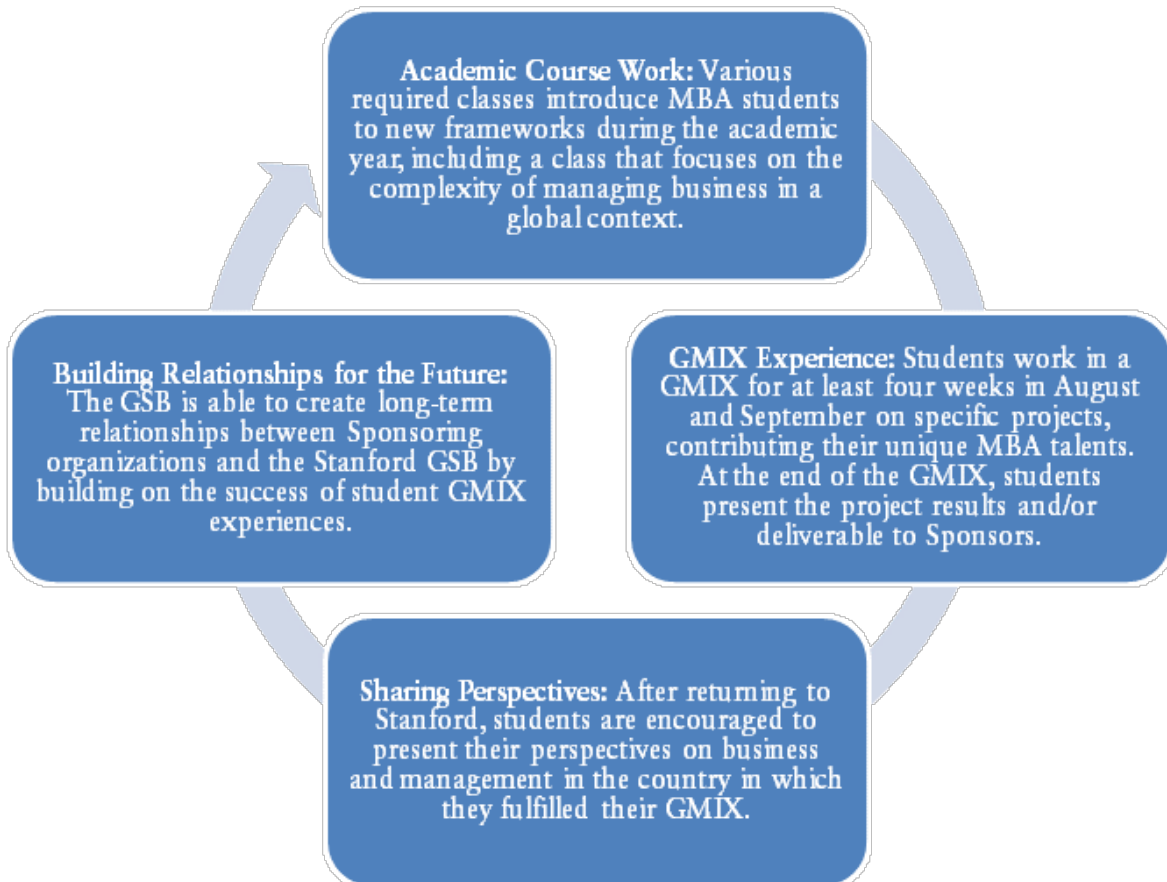 Academic Course Work: Various
required classes introduce MBA students
to new frameworks during the academic
year, including a class that focuses on the
complexity of managing business in a
global context.
GMIX Experience: Students work in a
GMIX for at least four weeks in August
and September on specific projects,
contributing their unique MBA talents.
At the end of the GMIX, students
present the project results and/or
deliverable to Sponsors.
Sharing Perspectives: After returning to
Stanford, students are encouraged to
present their perspectives on business
and management in the country in which
they fulfilled their GMIX.
Building Relationships for the Future:
The GSB is able to create long-term
relationships between Sponsoring
organizations and the Stanford GSB by
building on the success of student GMIX
experiences.